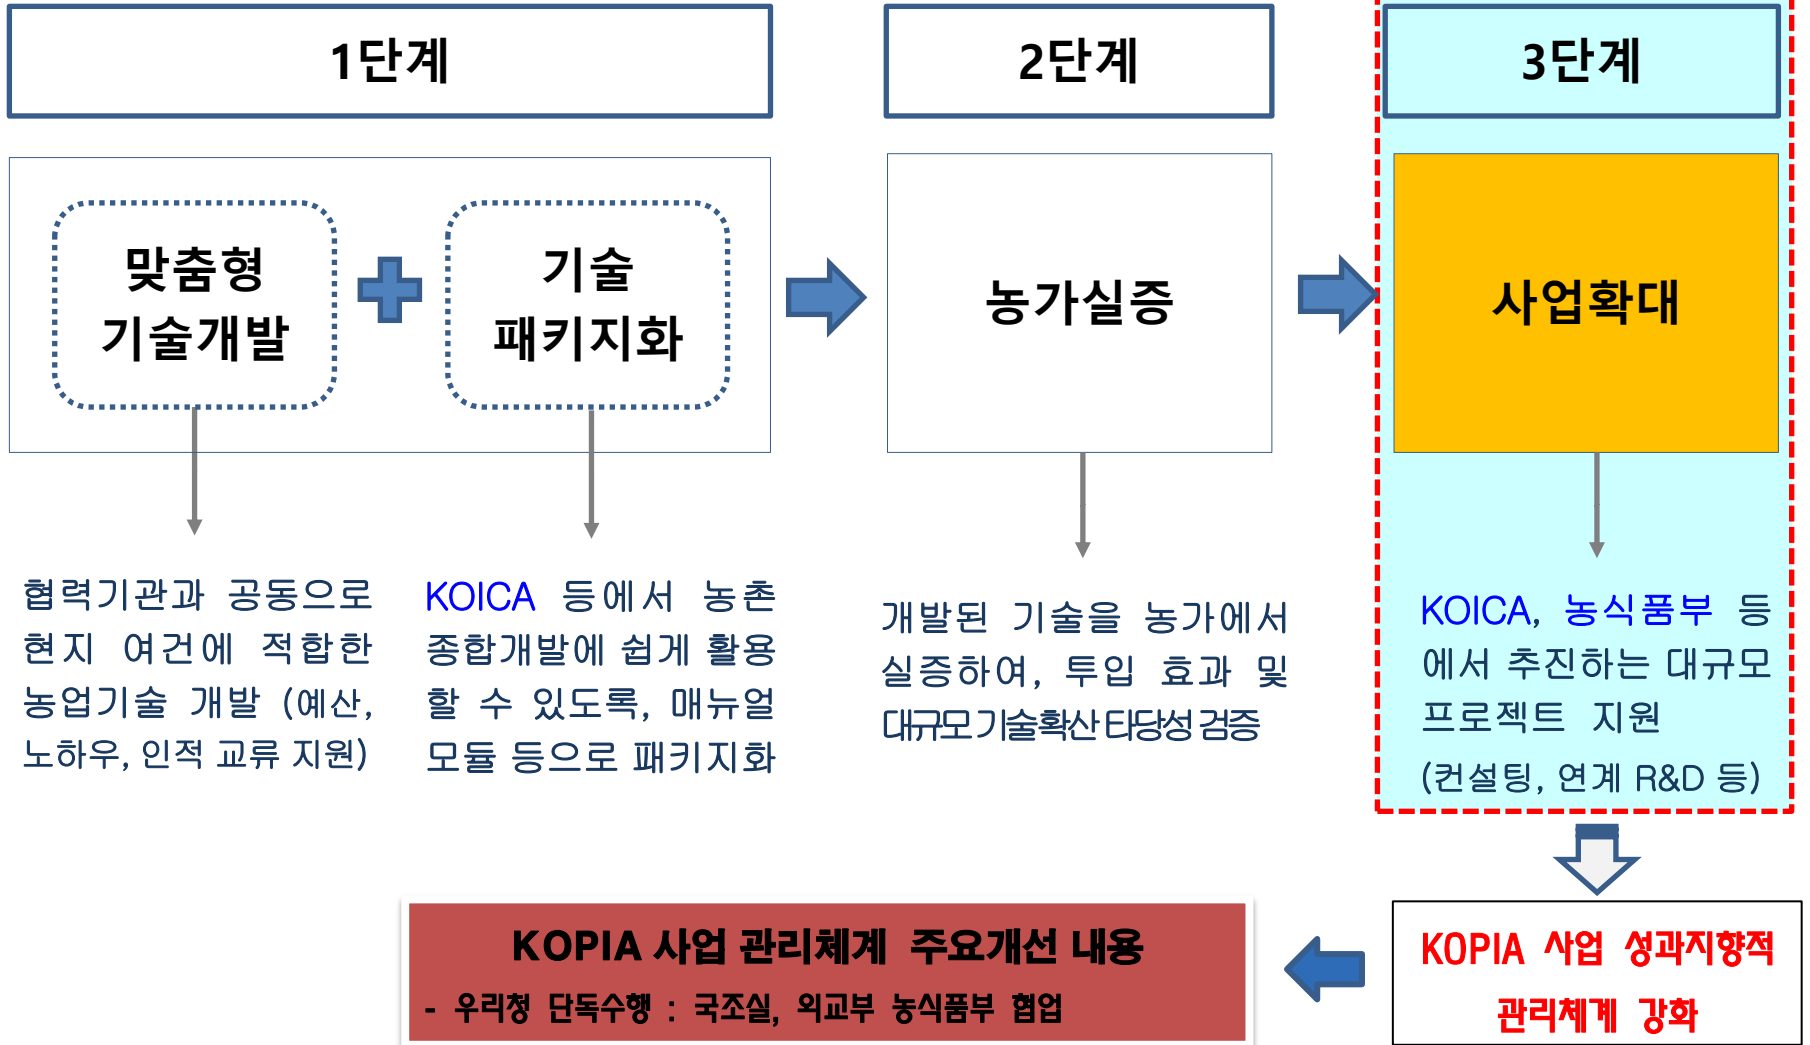 1단계
2단계
3단계
맞춤형
기술개발
기술
패키지화
농가실증
사업확대
협력기관과 공동으로
현지 여건에 적합한
농업기술 개발 (예산,
노하우, 인적 교류 지원)
KOICA 등에서 농촌
종합개발에 쉽게 활용
할 수 있도록, 매뉴얼
모듈 등으로 패키지화
개발된 기술을 농가에서
실증하여, 투입 효과 및
대규모 기술확산 타당성 검증
KOICA, 농식품부 등
에서 추진하는 대규모
프로젝트 지원
(컨설팅, 연계 R&D 등)
KOPIA 사업 성과지향적
관리체계 강화
KOPIA 사업 관리체계 주요개선 내용
- 우리청 단독수행 : 국조실, 외교부 농식품부 협업